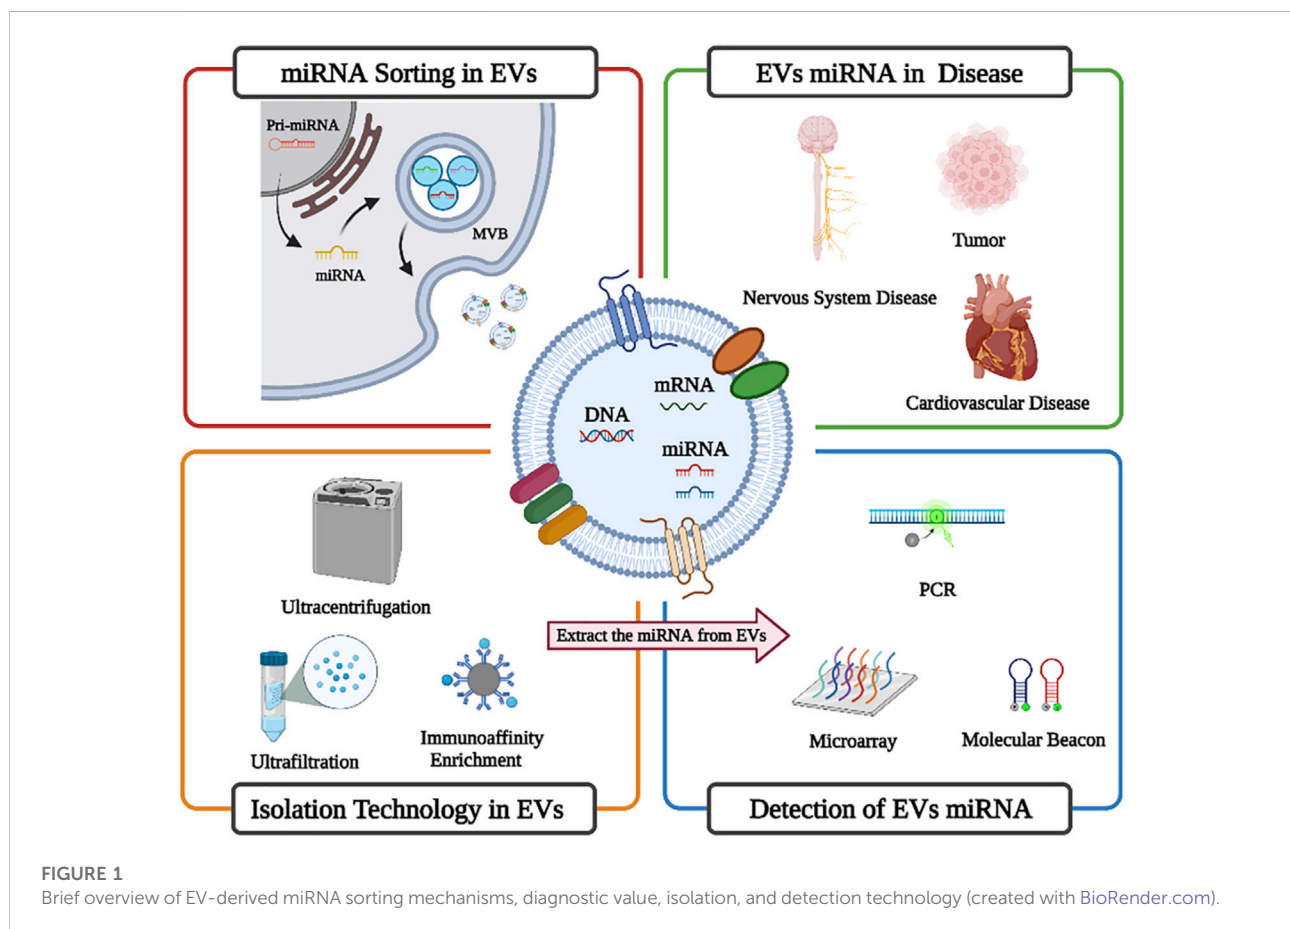 miRNA Sorting in EVs
Pri-miRNA
miRNA
MVB
EVs miRNA in Disease
Nervous System Disease
Tumor
Cardiovascular Disease
mRNA
DNA
miRNA
Ultracentrifugation
Ultrafiltration
Immunoaffinity
Enrichment
Isolation Technology in EVs
Extract the miRNA from EVs
PCR
Microarray
Molecular Beacon
Detection of EVs miRNA
FIGURE 1
Brief overview of EV-derived miRNA sorting mechanisms, diagnostic value, isolation, and detection technology (created with BioRender.com).